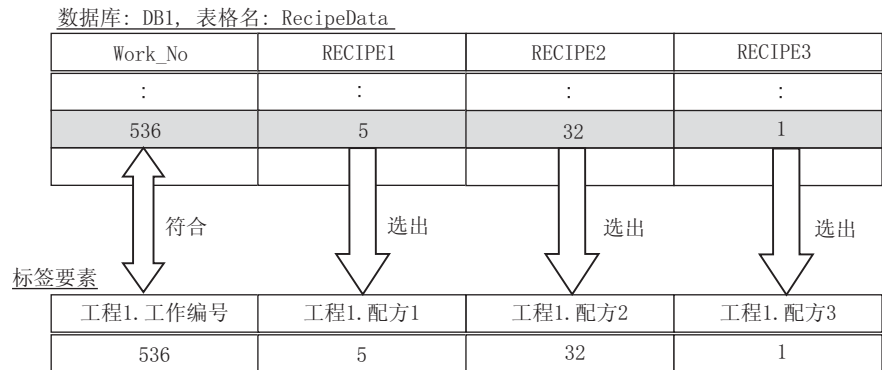 数据库: DB1, 表格名: RecipeData
Work_No RECIPE1 RECIPE2 RECIPE3
: : : :
536 5 32 1
符合 选出 选出 选出
标签要素
工程1.工作编号 工程1.配方1 工程1.配方2 工程1.配方3
536 5 32 1